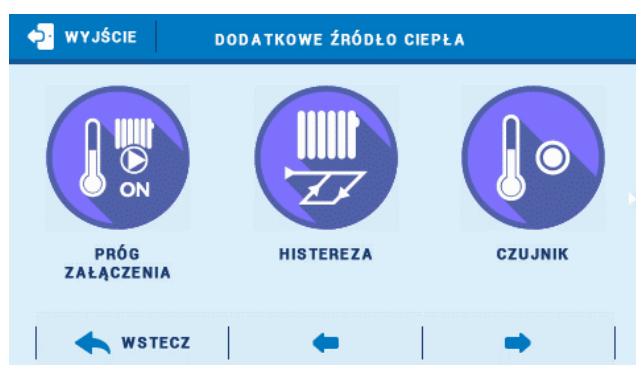 WYJŚCIE
DODATKOWE ŹRÓDŁO CIEPŁA
ON
PRÓG
ZAŁĄCZENIA
HISTEREZA
CZUJNIK
WSTECZ